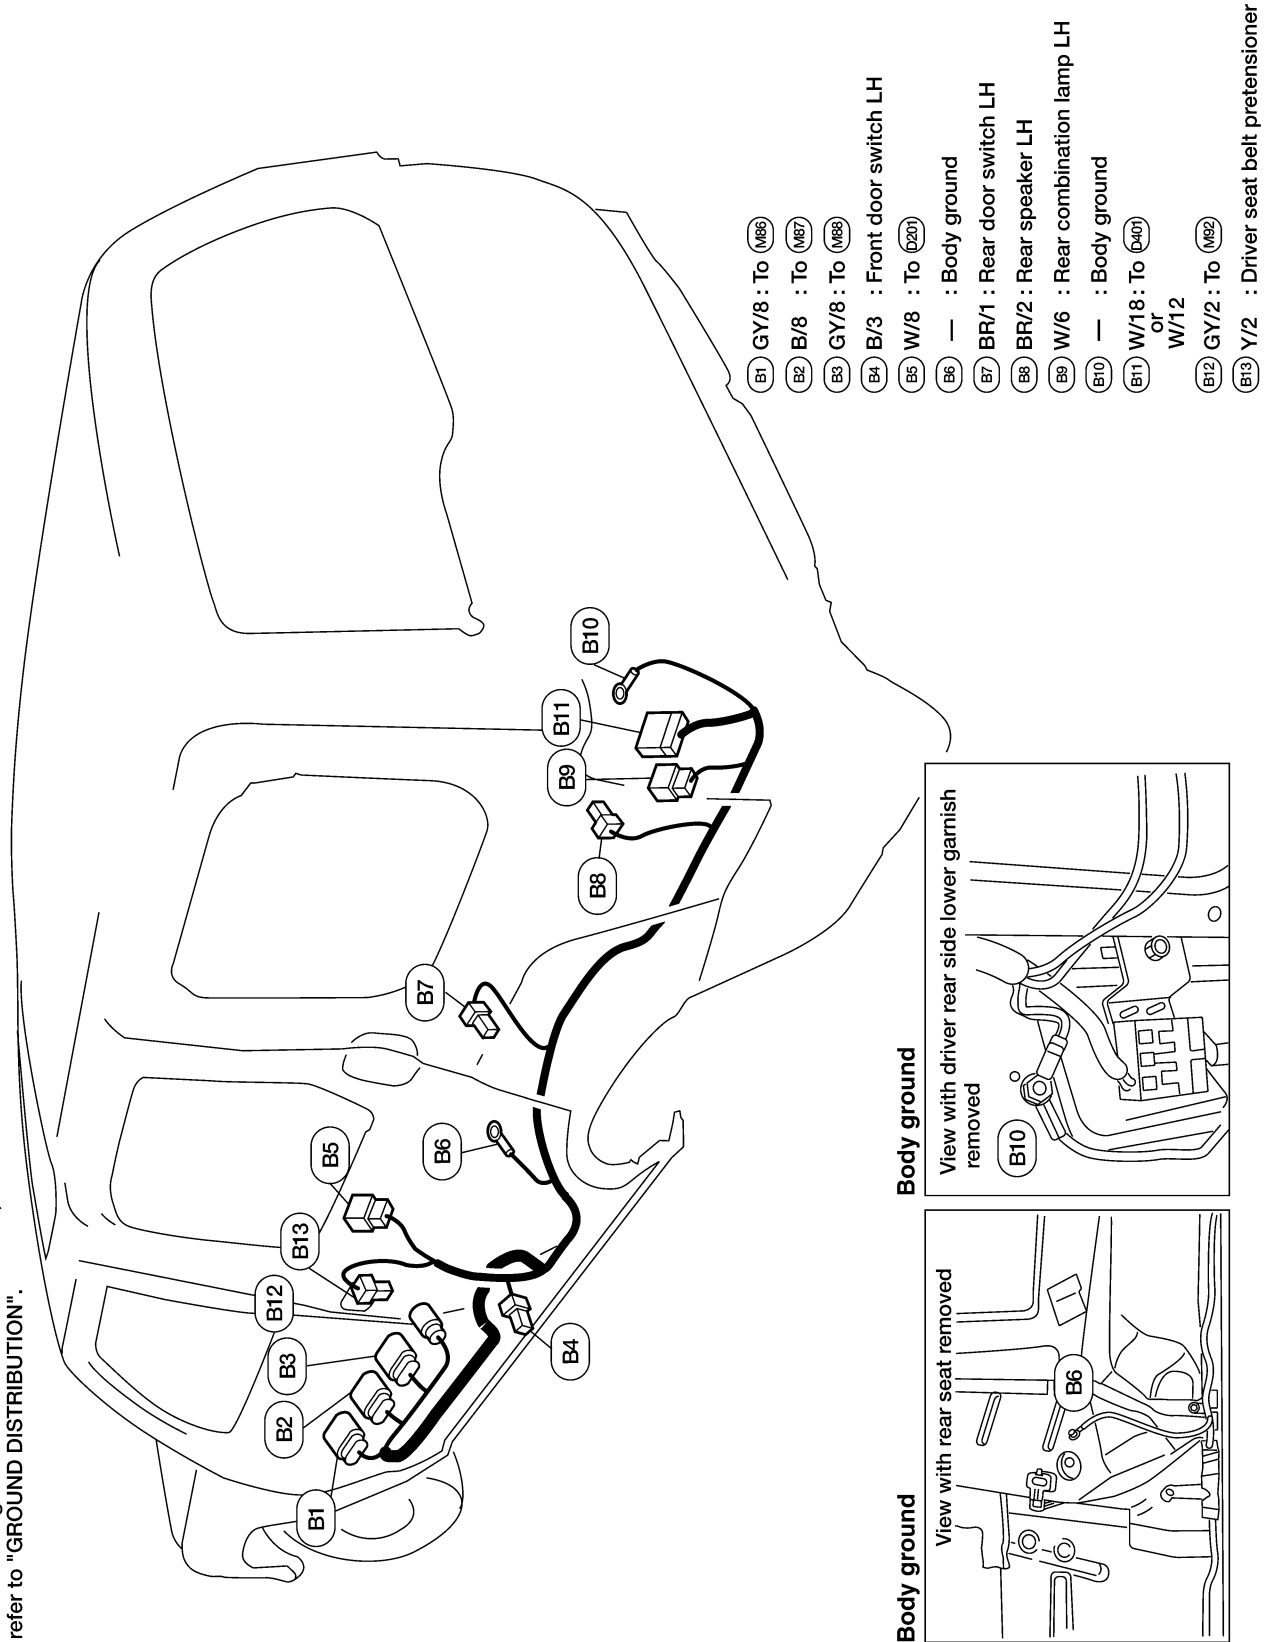 refer to "GROUND DISTRIBUTION".
B1
B2
B3
B12
B13
B5
B4
B6
B7
B8
B9
B11
B10
B1 GY/8 : To M86
B2 B/8 : To M87
B3 GY/8 : To M88
B4 B/3 : Front door switch LH
B5 W/8 : To D201
B6 — : Body ground
B7 BR/1 : Rear door switch LH
B8 BR/2 : Rear speaker LH
B9 W/6 : Rear combination lamp LH
B10 — : Body ground
B11 W/18 : To D401
or
W/12
B12 GY/2 : To M92
B13 Y/2 : Driver seat belt pretensioner
Body ground
View with rear seat removed
B6
Body ground
View with driver rear side lower garnish
removed
B10